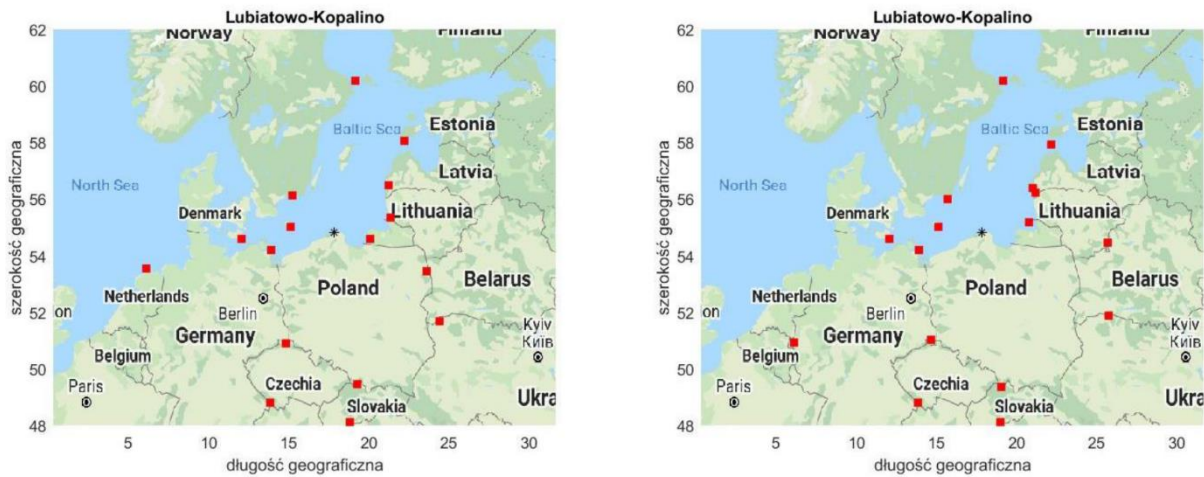 Lubiatowo-Kopalino
62
60
58
56
54
52
50
48
5
10
15
20
25
30
szerokość geograficzna
długość geograficzna
Norway
Finland
Baltic Sea
Estonia
North Sea
Latvia
Denmark
Lithuania
Belarus
Poland
Netherlands
Berlin
on
Germany
Kyiv
Київ
Belgium
Paris
Czechia
Slovakia
Ukra
Lubiatowo-Kopalino
62
60
58
56
54
52
50
48
5
10
15
20
25
30
szerokość geograficzna
długość geograficzna
Norway
Finland
Baltic Sea
Estonia
North Sea
Latvia
Denmark
Lithuania
Belarus
Poland
Netherlands
Berlin
on
Germany
Kyiv
Київ
Belgium
Paris
Czechia
Slovakia
Ukra